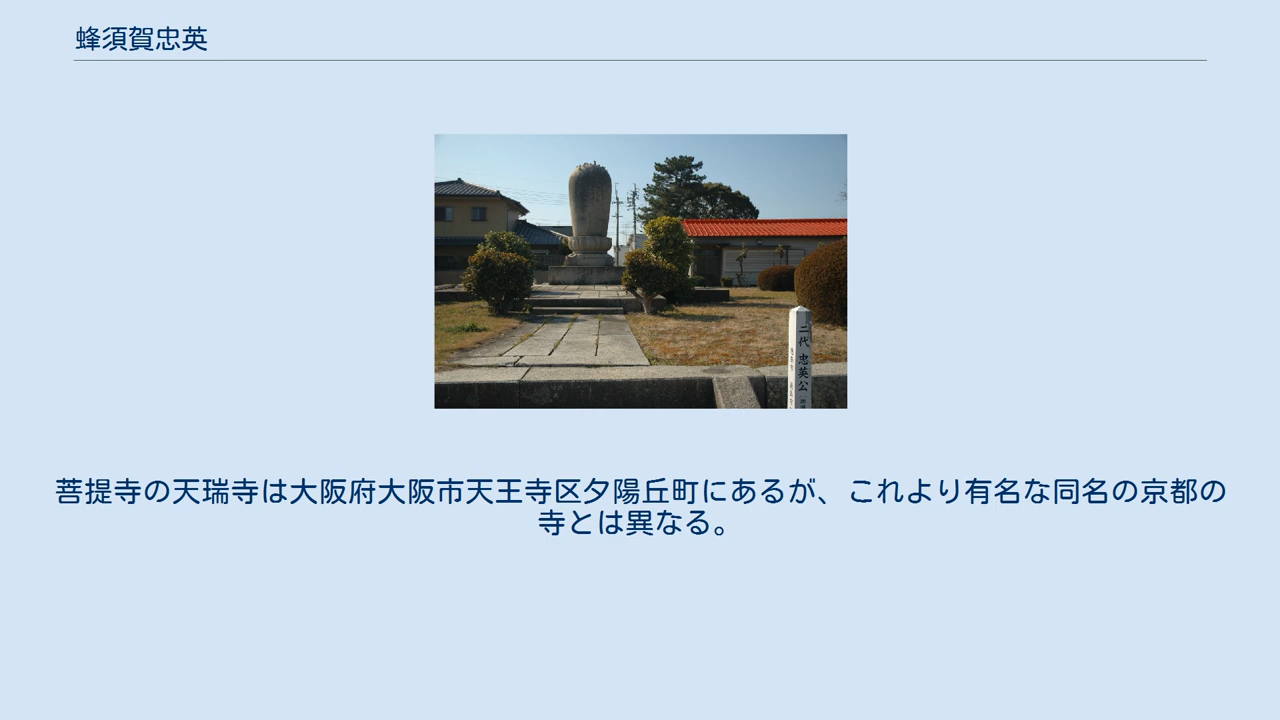 蜂須賀忠英
二代 忠英公
菩提寺の天瑞寺は大阪府大阪市天王寺区夕陽丘町にあるが、これより有名な同名の京都の
寺とは異なる。